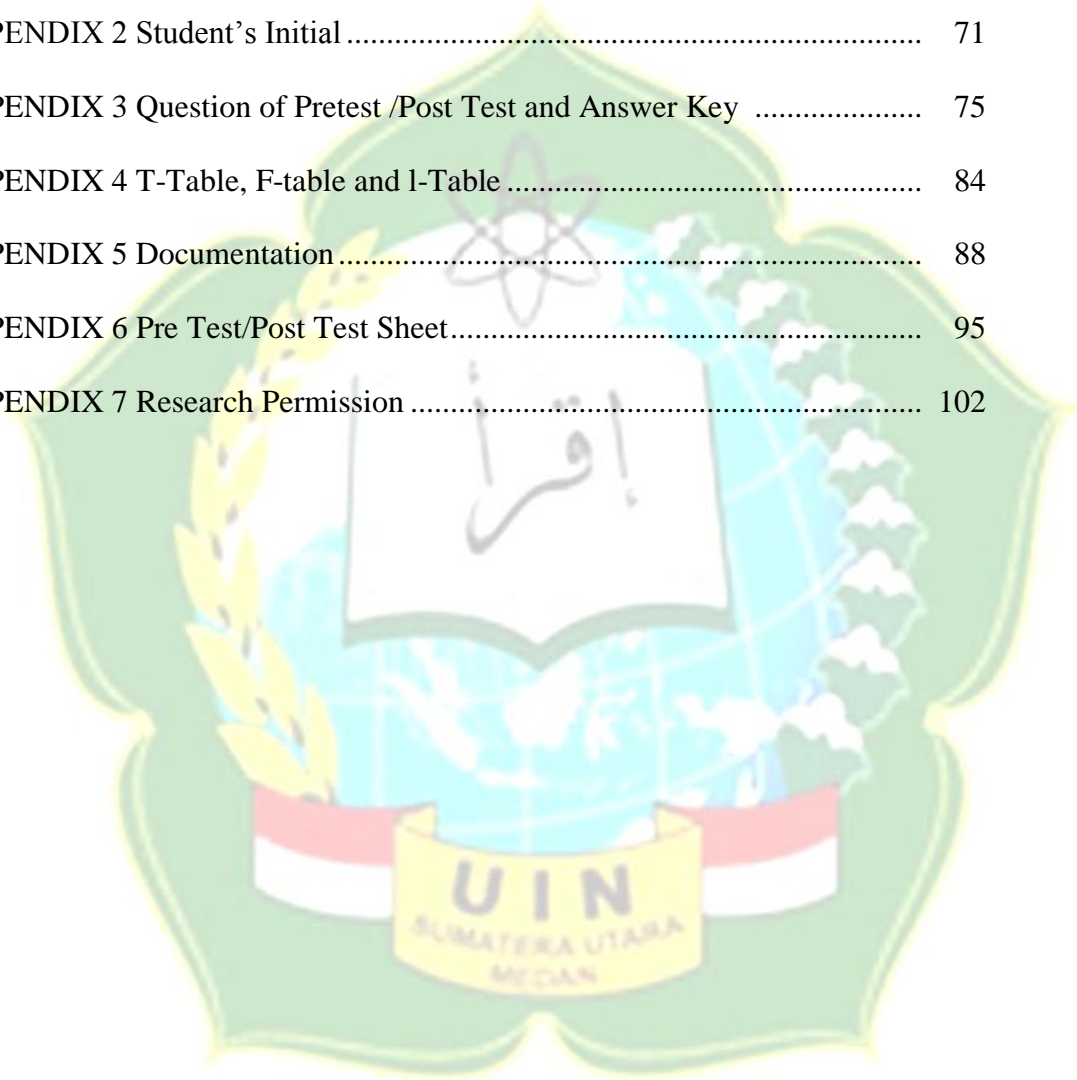 PENDIX 2 Student’s Initial ........................................................................ 71
PENDIX 3 Question of Pretest /Post Test and Answer Key ..................... 75
PENDIX 4 T-Table, F-table and l-Table .................................................... 84
PENDIX 5 Documentation ......................................................................... 88
PENDIX 6 Pre Test/Post Test Sheet ........................................................... 95
PENDIX 7 Research Permission ................................................................ 102
إقرأ
UIN
SUMATERA UTARA
MEDAN